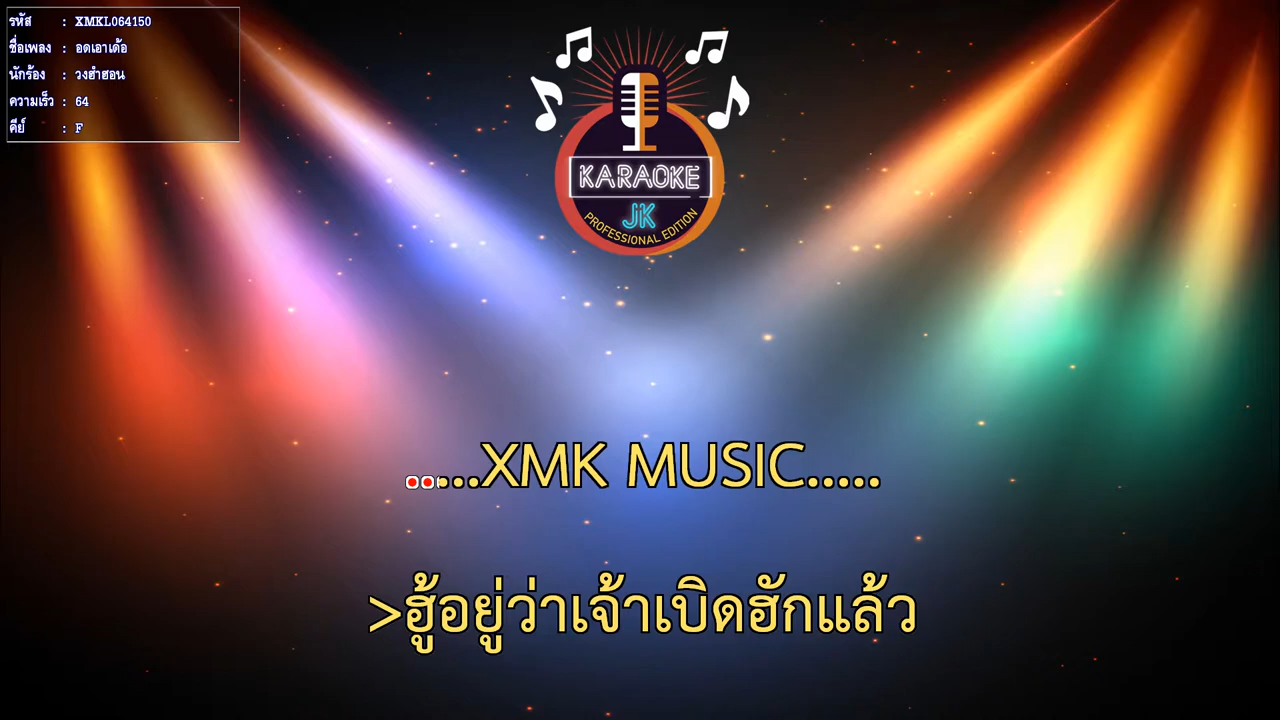 รหัส : XMKL064150
ชื่อเพลง : อดเอาเด้อ
นักร้อง : วงฮำฮอน
ความเร็ว : 64
คีย์ : F
KARAOKE
JK
PROFESSIONAL EDITION
.....XMK MUSIC.....
>ฮู้อยู่ว่าเจ้าเบิดฮักแล้ว